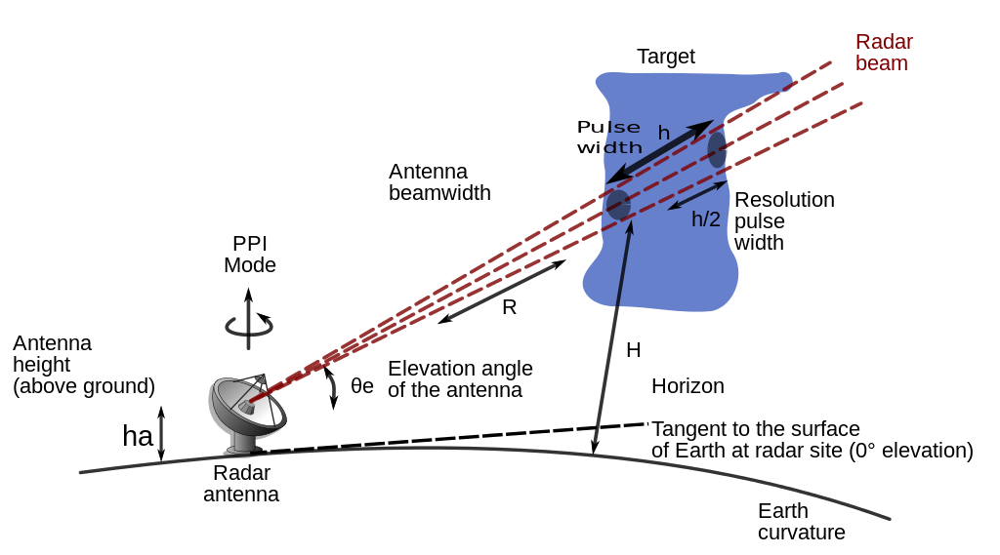 Radar
beam
Target
Pulse
width
h
Antenna
beamwidth
Resolution
pulse
width
h/2
PPI
Mode
R
Antenna
height
(above ground)
H
θe
Elevation angle
of the antenna
Horizon
ha
Tangent to the surface
of Earth at radar site (0° elevation)
Radar
antenna
Earth
curvature